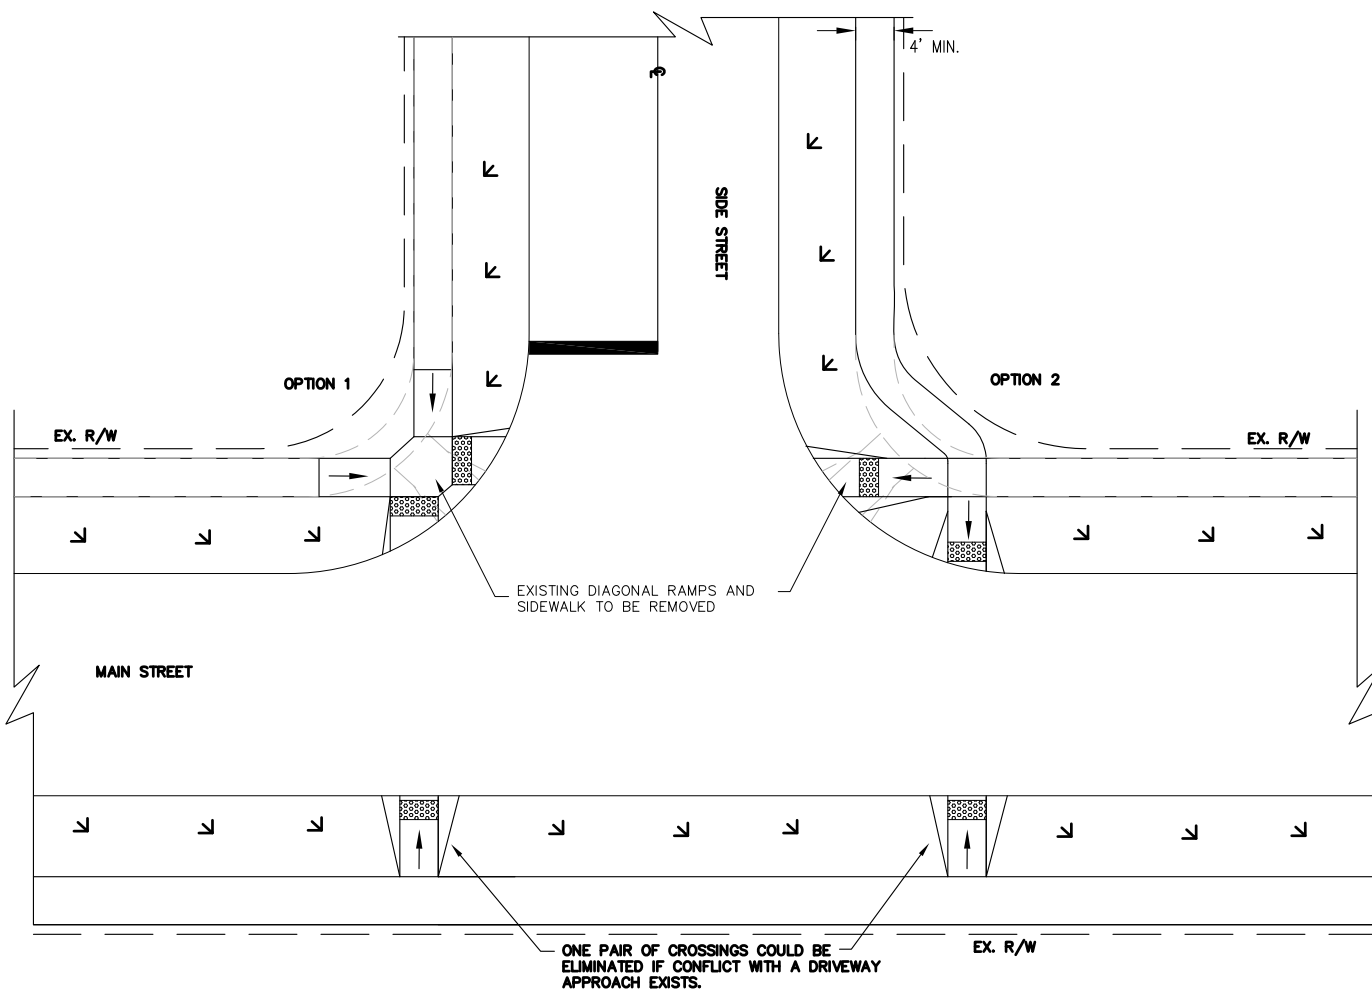 4' MIN.
℄
SIDE STREET
OPTION 1
OPTION 2
EX. R/W
EX. R/W
EXISTING DIAGONAL RAMPS AND
SIDEWALK TO BE REMOVED
MAIN STREET
ONE PAIR OF CROSSINGS COULD BE
ELIMINATED IF CONFLICT WITH A DRIVEWAY
APPROACH EXISTS.
EX. R/W